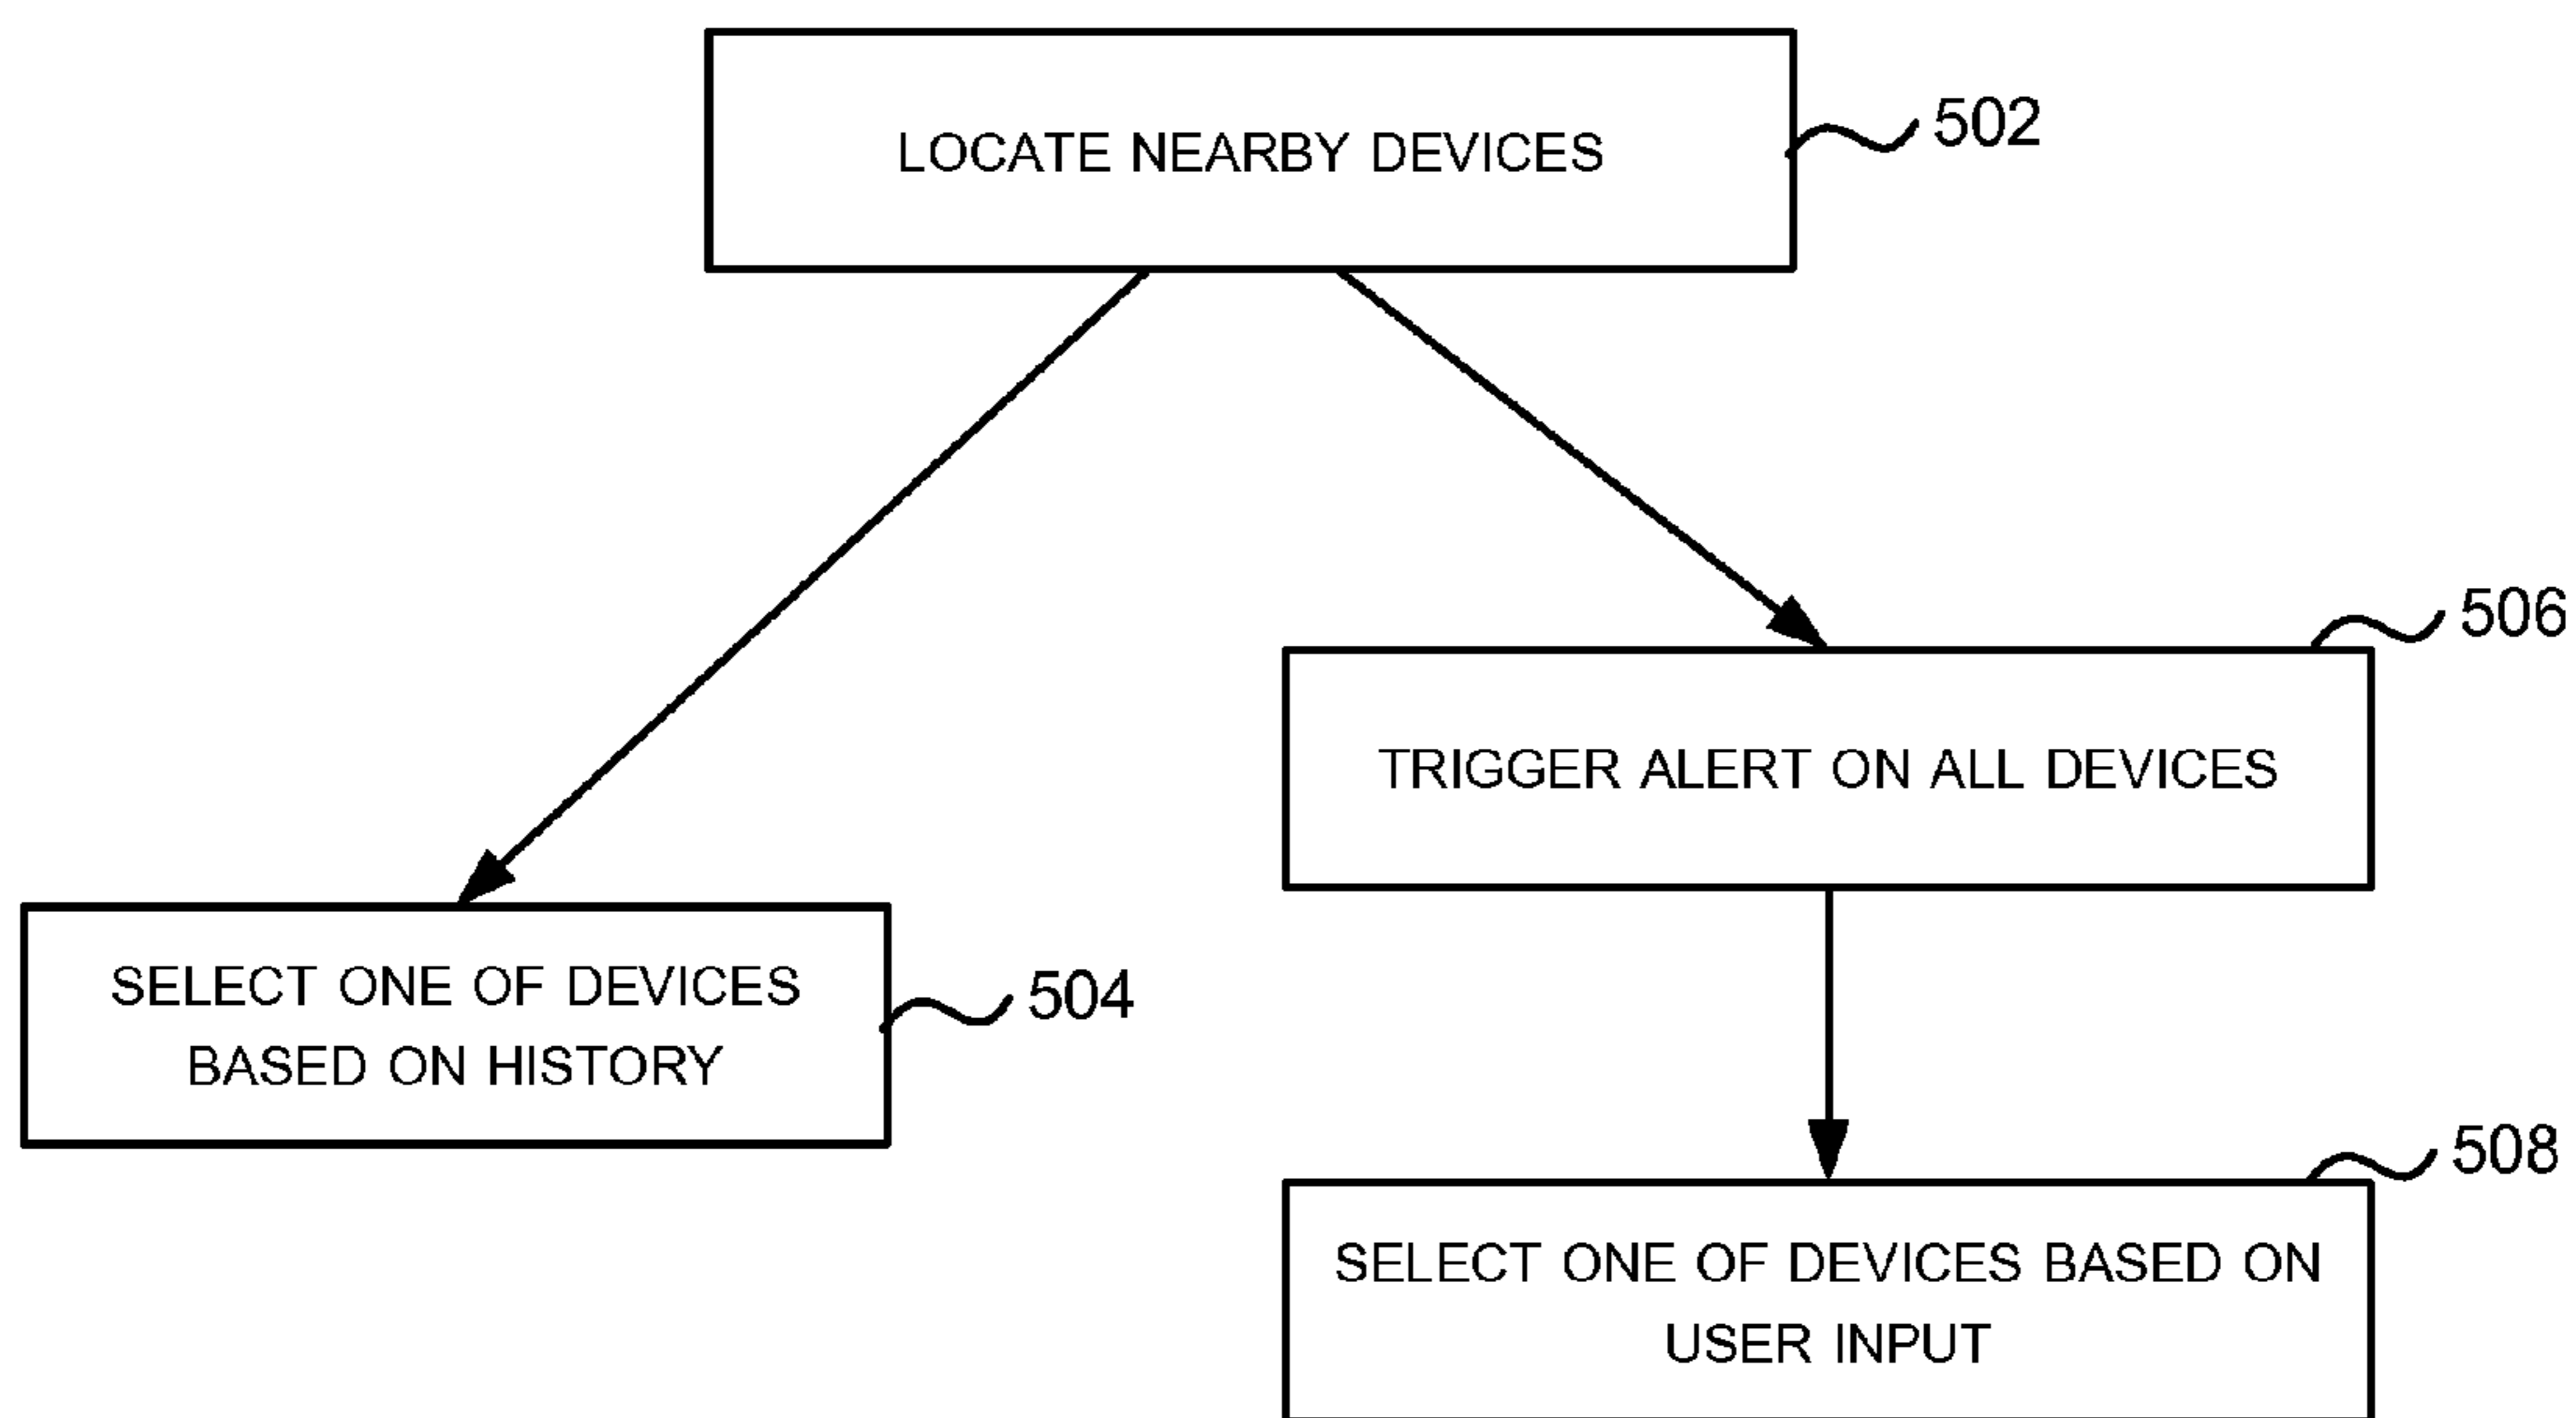 LOCATE NEARBY DEVICES
502
506
TRIGGER ALERT ON ALL DEVICES
SELECT ONE OF DEVICES
BASED ON HISTORY
504
508
SELECT ONE OF DEVICES BASED ON
USER INPUT